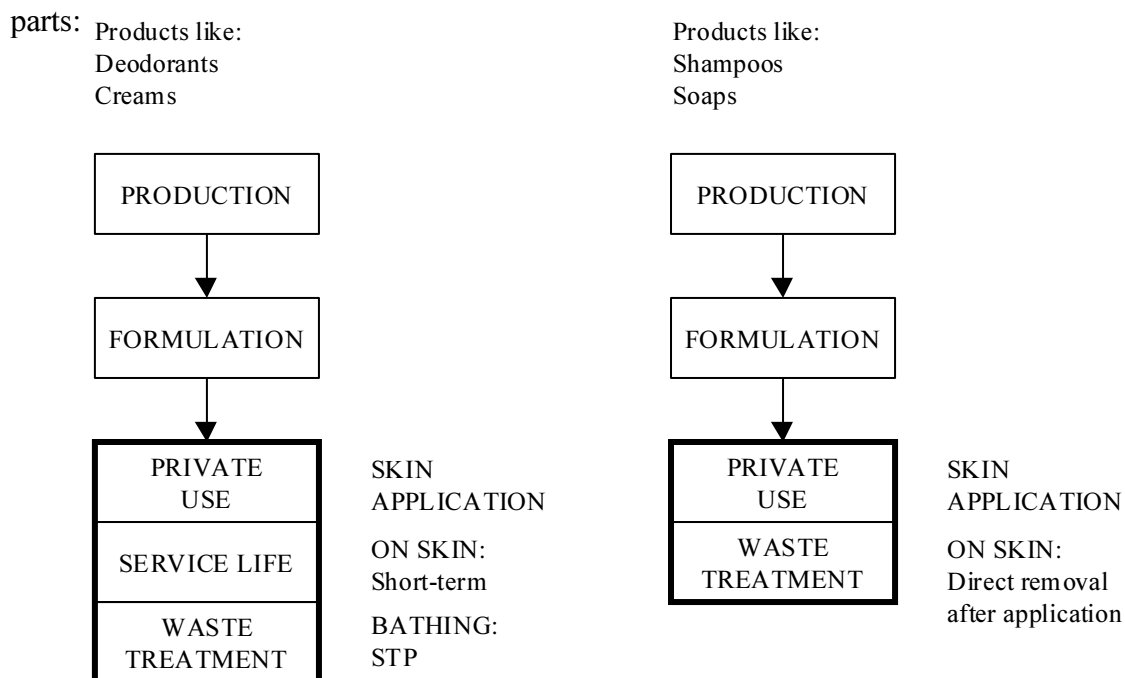 parts:
Products like:
Deodorants
Creams
PRODUCTION
FORMULATION
PRIVATE
USE
SKIN
APPLICATION
SERVICE LIFE
ON SKIN:
Short-term
WASTE
TREATMENT
BATHING:
STP
Products like:
Shampoos
Soaps
PRODUCTION
FORMULATION
PRIVATE
USE
SKIN
APPLICATION
WASTE
TREATMENT
ON SKIN:
Direct removal
after application